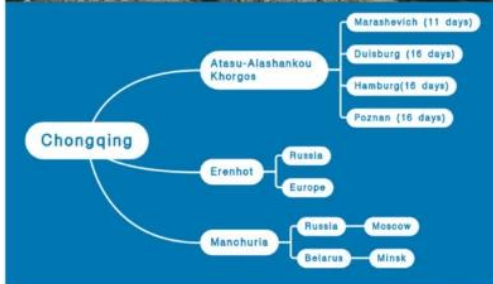 Chongqing
Atasu-Alashankou
Khorgos
Marashevich (11 days)
Duisburg (16 days)
Hamburg(16 days)
Poznan (16 days)
Erenhot
Russia
Europe
Manchuria
Russia
Moscow
Belarus
Minsk